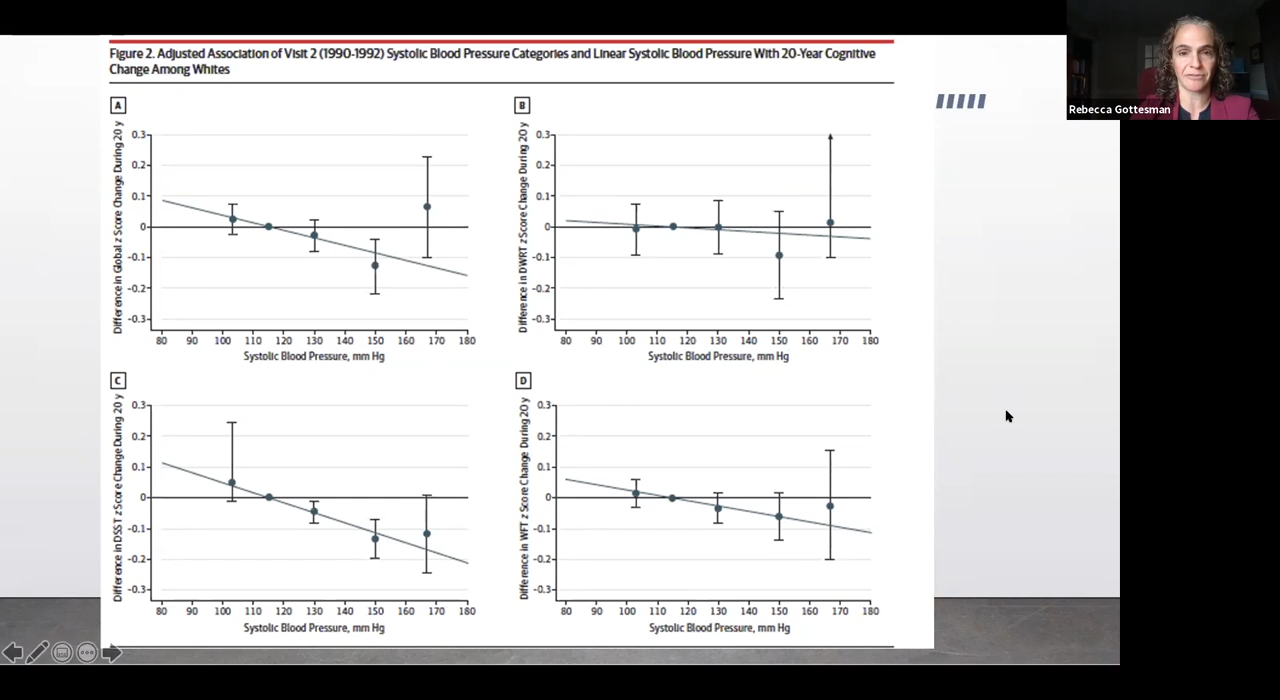 Figure 2. Adjusted Association of Visit 2 (1990-1992) Systolic Blood Pressure Categories and Linear Systolic Blood Pressure With 20-Year Cognitive
Change Among Whites
Rebecca Gottesman
A
Difference in Global z Score Change During 20 y
0.3
0.2
0.1
0
-0.1
-0.2
-0.3
80 90 100 110 120 130 140 150 160 170 180
Systolic Blood Pressure, mm Hg
B
Difference in DWRT z Score Change During 20 y
0.3
0.2
0.1
0
-0.1
-0.2
-0.3
80 90 100 110 120 130 140 150 160 170 180
Systolic Blood Pressure, mm Hg
C
Difference in DSST z Score Change During 20 y
0.3
0.2
0.1
0
-0.1
-0.2
-0.3
80 90 100 110 120 130 140 150 160 170 180
Systolic Blood Pressure, mm Hg
D
Difference in WFT z Score Change During 20 y
0.3
0.2
0.1
0
-0.1
-0.2
-0.3
80 90 100 110 120 130 140 150 160 170 180
Systolic Blood Pressure, mm Hg